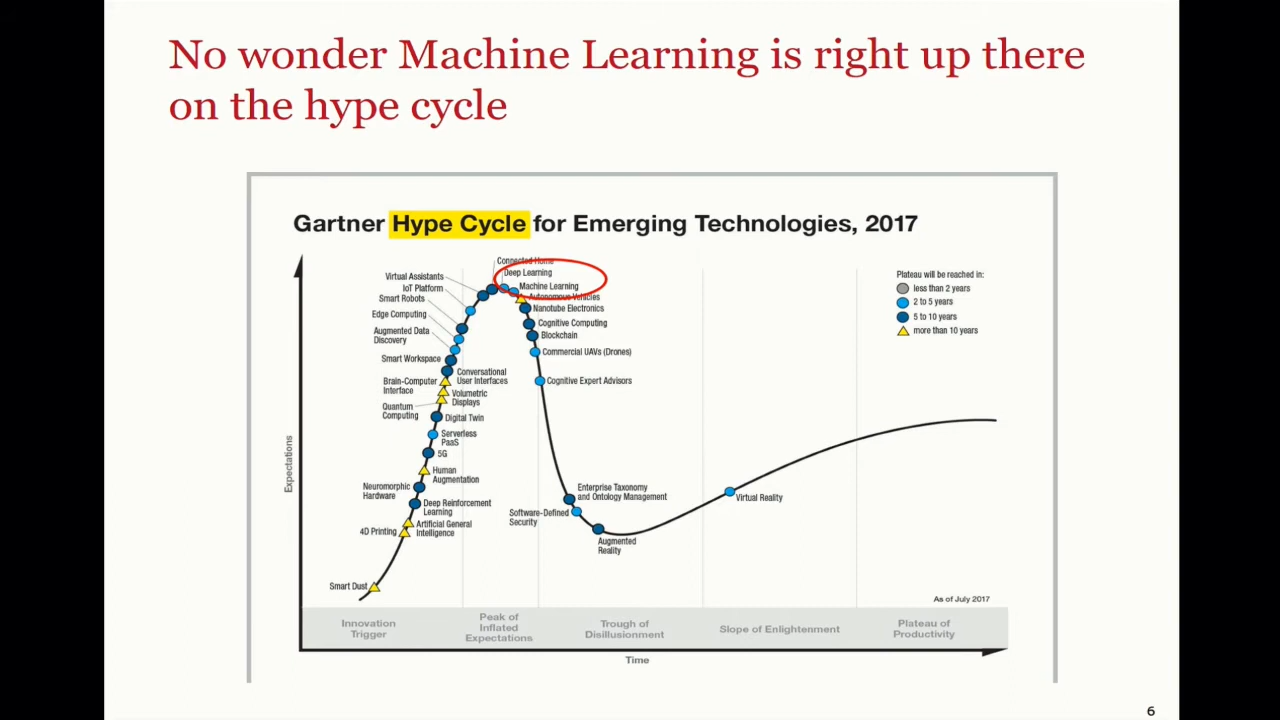 No wonder Machine Learning is right up there
on the hype cycle
Gartner Hype Cycle for Emerging Technologies, 2017
Connected Home
Deep Learning
Machine Learning
Autonomous Vehicles
Nanotube Electronics
Cognitive Computing
Blockchain
Commercial UAVs (Drones)
Cognitive Expert Advisors
Virtual Assistants
IoT Platform
Smart Robots
Edge Computing
Augmented Data
Discovery
Smart Workspace
Conversational
User Interfaces
Brain-Computer
Interface
Volumetric
Displays
Quantum
Computing
Digital Twin
Serverless
PaaS
5G
Human
Augmentation
Neuromorphic
Hardware
Deep Reinforcement
Learning
Artificial General
Intelligence
4D Printing
Smart Dust
Enterprise Taxonomy
and Ontology Management
Software-Defined
Security
Augmented
Reality
Virtual Reality
Plateau will be reached in:
less than 2 years
2 to 5 years
5 to 10 years
more than 10 years
As of July 2017
Expectations
Innovation
Trigger
Peak of
Inflated
Expectations
Trough of
Disillusionment
Slope of Enlightenment
Plateau of
Productivity
Time
6